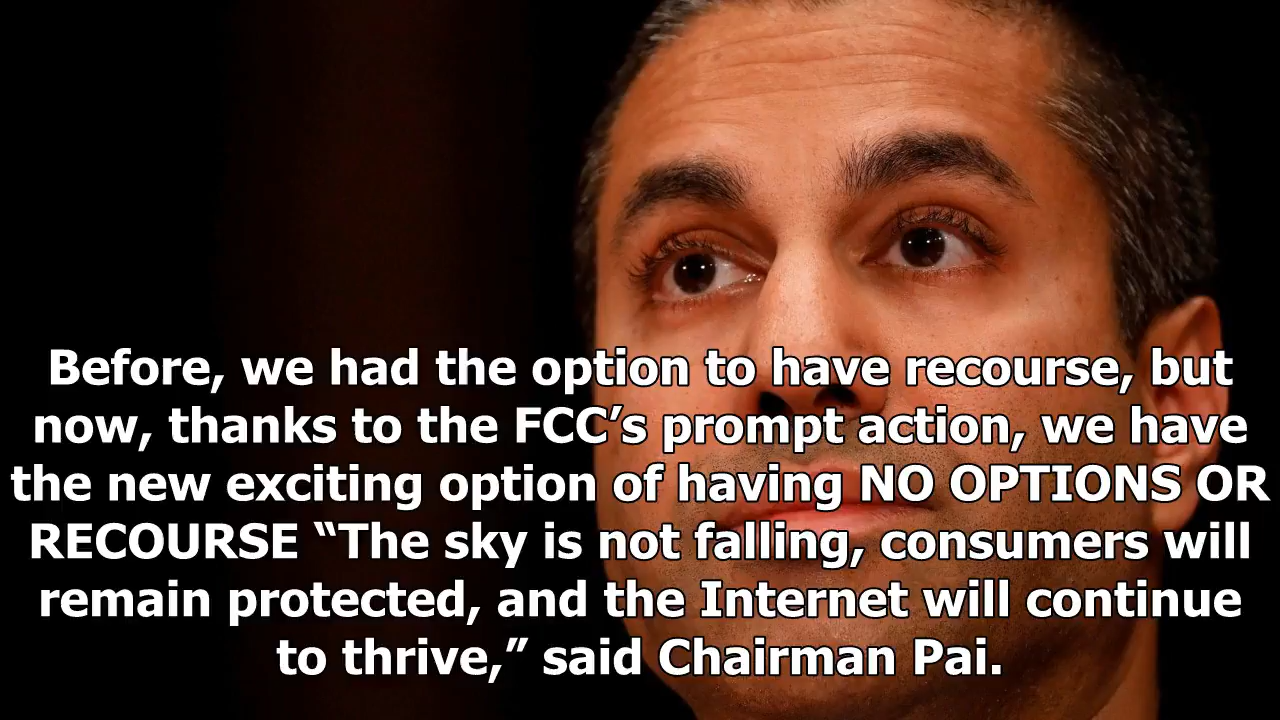 Before, we had the option to have recourse, but
now, thanks to the FCC’s prompt action, we have
the new exciting option of having NO OPTIONS OR
RECOURSE “The sky is not falling, consumers will
remain protected, and the Internet will continue
to thrive,” said Chairman Pai.